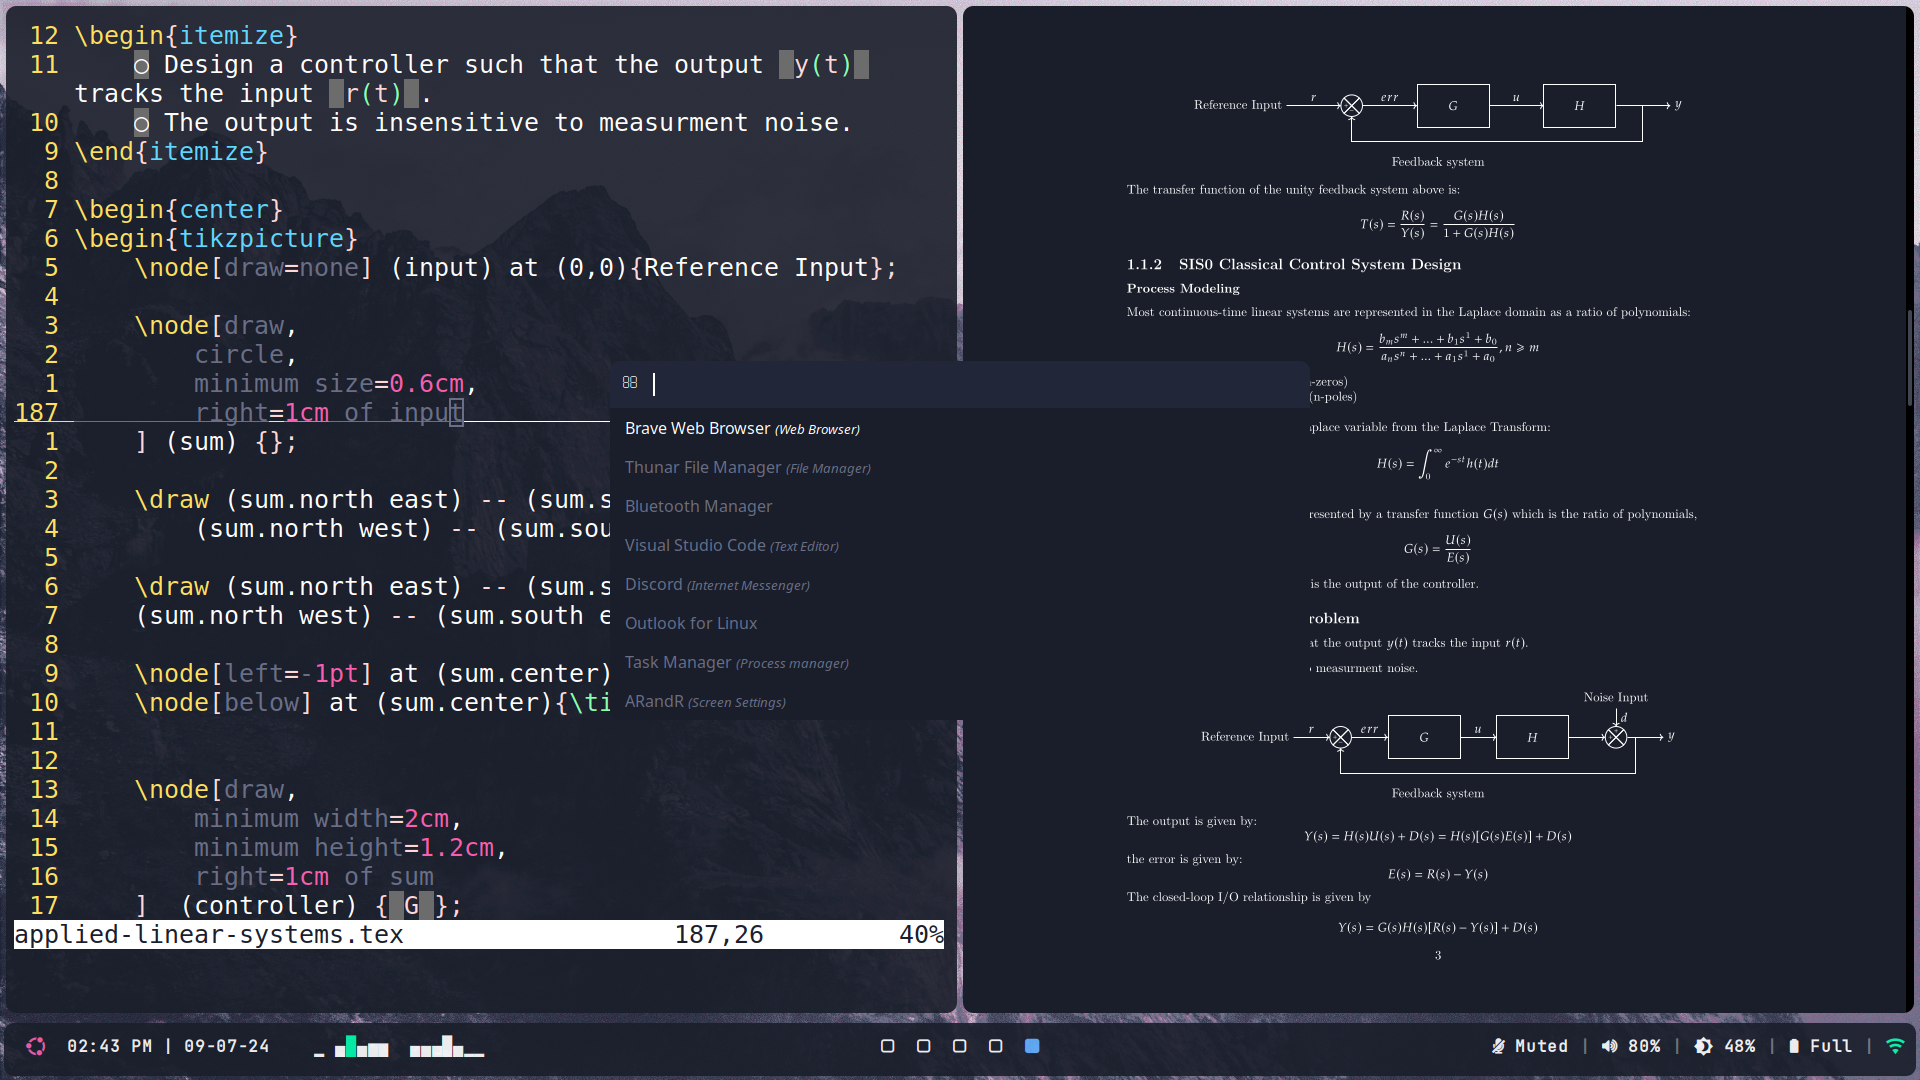 12 \begin{itemize}
11 ○ Design a controller such that the output y(t)
tracks the input r(t) .
10 ○ The output is insensitive to measurment noise.
9 \end{itemize}
8
7 \begin{center}
6 \begin{tikzpicture}
5 \node[draw=none] (input) at (0,0){Reference Input};
4
3 \node[draw,
2 circle,
1 minimum size=0.6cm,
187 right=1cm of input
1 ] (sum) {};
2
3 \draw (sum.north east) -- (sum.s
4 (sum.north west) -- (sum.sou
5
6 \draw (sum.north east) -- (sum.s
7 (sum.north west) -- (sum.south e
8
9 \node[left=-1pt] at (sum.center)
10 \node[below] at (sum.center){\ti
11
12
13 \node[draw,
14 minimum width=2cm,
15 minimum height=1.2cm,
16 right=1cm of sum
17 ] (controller) { G };
applied-linear-systems.tex 187,26 40%
Brave Web Browser (Web Browser)
Thunar File Manager (File Manager)
Bluetooth Manager
Visual Studio Code (Text Editor)
Discord (Internet Messenger)
Outlook for Linux
Task Manager (Process manager)
ARandR (Screen Settings)
Reference Input r err G u H y
Feedback system
The transfer function of the unity feedback system above is:
T(s) = R(s)/Y(s) = G(s)H(s)/1 + G(s)H(s)
1.1.2 SIS0 Classical Control System Design
Process Modeling
Most continuous-time linear systems are represented in the Laplace domain as a ratio of polynomials:
H(s) = b_m s^m + ... + b_1 s^1 + b_0 / a_n s^n + ... + a_1 s^1 + a_0 , n ⩾ m
-zeros)
(n-poles)
place variable from the Laplace Transform:
H(s) = ∫_0^∞ e^{-st} h(t)dt
resented by a transfer function G(s) which is the ratio of polynomials,
G(s) = U(s)/E(s)
is the output of the controller.
roblem
at the output y(t) tracks the input r(t).
measurment noise.
Noise Input
d
Reference Input r err G u H y
Feedback system
The output is given by:
Y(s) = H(s)U(s) + D(s) = H(s)[G(s)E(s)] + D(s)
the error is given by:
E(s) = R(s) − Y(s)
The closed-loop I/O relationship is given by
Y(s) = G(s)H(s)[R(s) − Y(s)] + D(s)
3
02:43 PM | 09-07-24 Muted | 80% | 48% | Full |